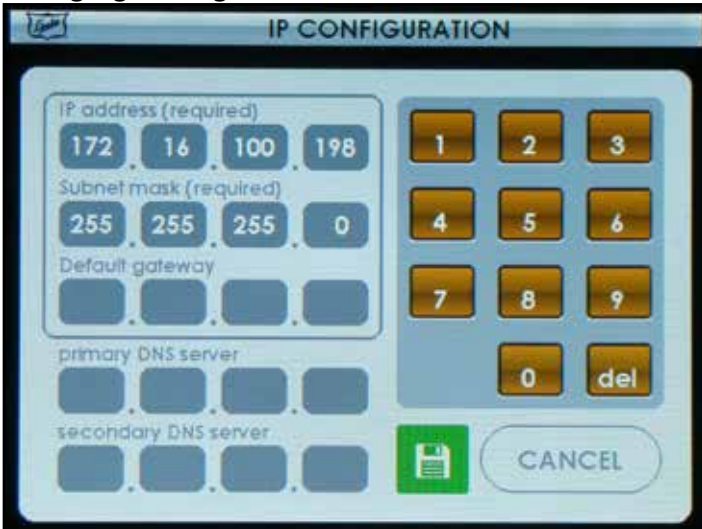 IP CONFIGURATION
IP address (required)
172 . 16 . 100 . 198
Subnet mask (required)
255 . 255 . 255 . 0
Default gateway
. . .
primary DNS server
. . .
secondary DNS server
. . .
1 2 3
4 5 6
7 8 9
0 del
CANCEL